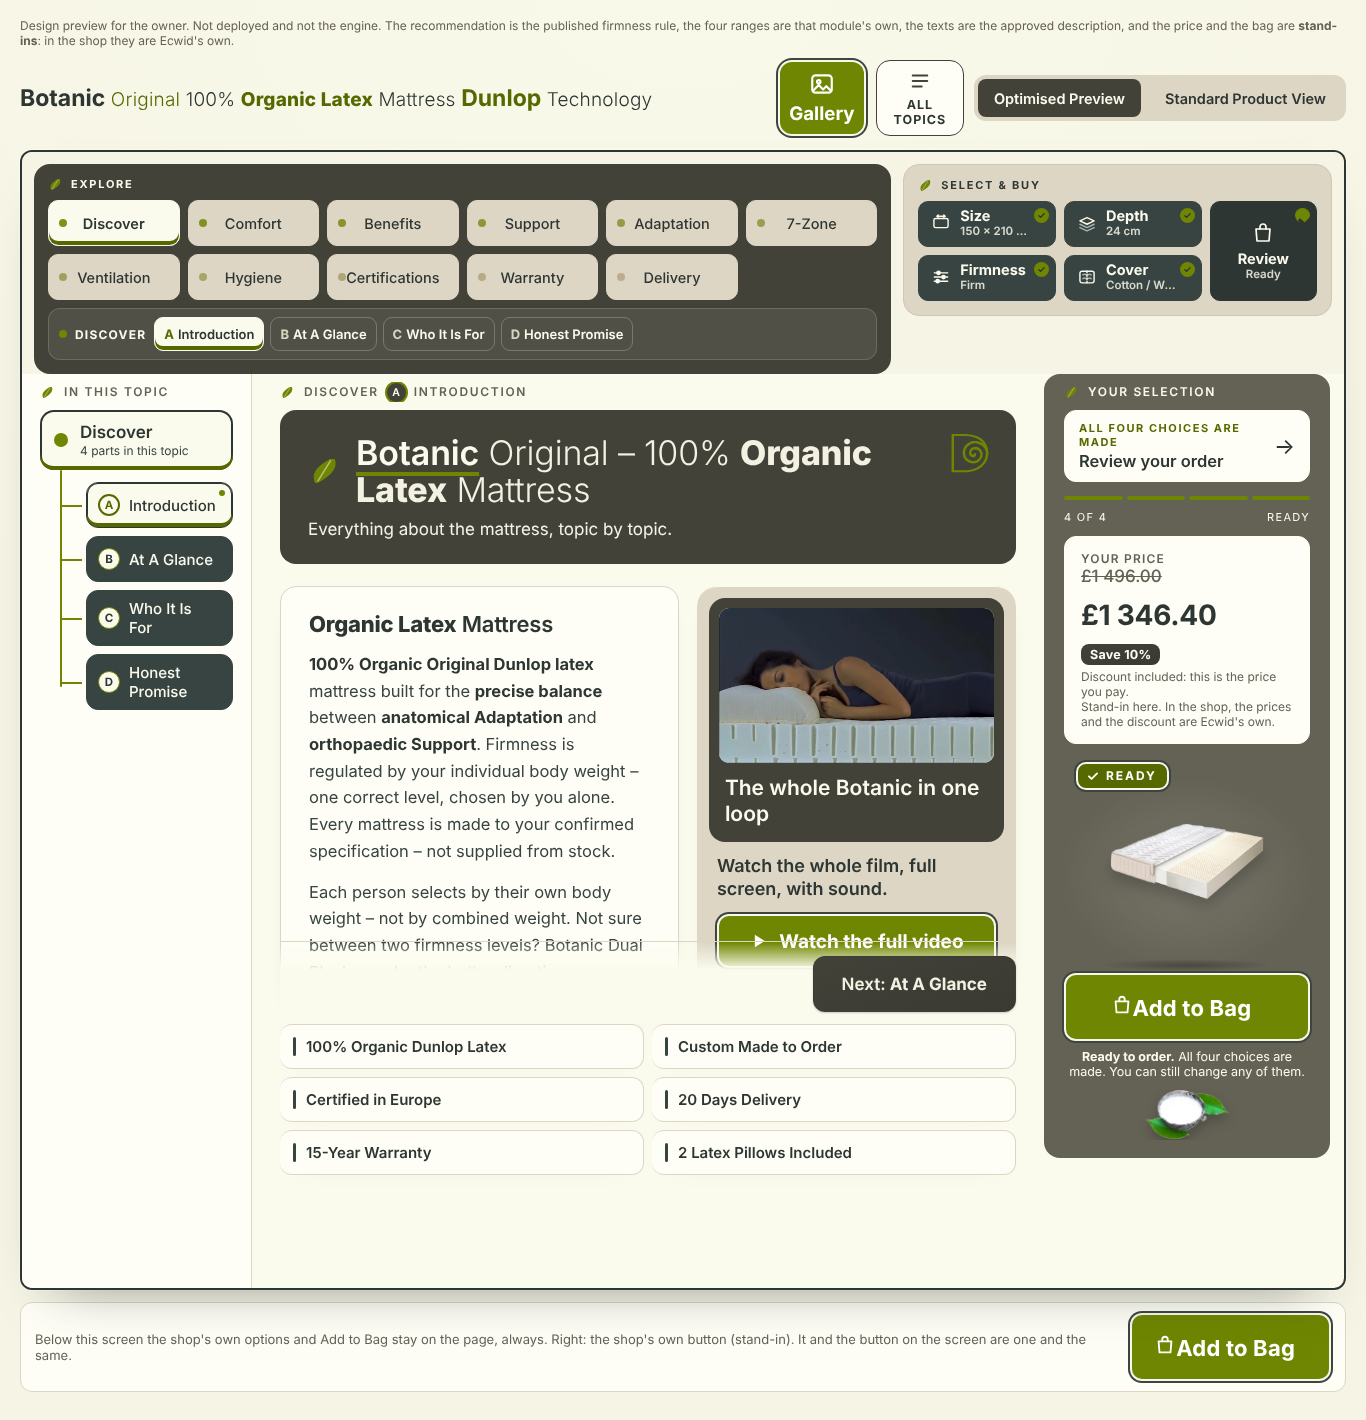 Design preview for the owner. Not deployed and not the engine. The recommendation is the published firmness rule, the four ranges are that module's own, the texts are the approved description, and the price and the bag are stand-
ins: in the shop they are Ecwid's own.
Botanic Original 100% Organic Latex Mattress Dunlop Technology
Gallery
ALL
TOPICS
Optimised Preview
Standard Product View
EXPLORE
Discover
Comfort
Benefits
Support
Adaptation
7-Zone
Ventilation
Hygiene
Certifications
Warranty
Delivery
DISCOVER
A Introduction
B At A Glance
C Who It Is For
D Honest Promise
SELECT & BUY
Size
150 × 210 ...
Depth
24 cm
Firmness
Firm
Cover
Cotton / W...
Review
Ready
IN THIS TOPIC
Discover
4 parts in this topic
A Introduction
B At A Glance
C Who It Is
For
D Honest
Promise
DISCOVER A INTRODUCTION
Botanic Original – 100% Organic
Latex Mattress
Everything about the mattress, topic by topic.
Organic Latex Mattress
100% Organic Original Dunlop latex
mattress built for the precise balance
between anatomical Adaptation and
orthopaedic Support. Firmness is
regulated by your individual body weight –
one correct level, chosen by you alone.
Every mattress is made to your confirmed
specification – not supplied from stock.
Each person selects by their own body
weight – not by combined weight. Not sure
between two firmness levels? Botanic Dual
The whole Botanic in one
loop
Watch the whole film, full
screen, with sound.
Watch the full video
Next: At A Glance
100% Organic Dunlop Latex
Custom Made to Order
Certified in Europe
20 Days Delivery
15-Year Warranty
2 Latex Pillows Included
YOUR SELECTION
ALL FOUR CHOICES ARE
MADE
Review your order
4 OF 4
READY
YOUR PRICE
£1 496.00
£1 346.40
Save 10%
Discount included: this is the price
you pay.
Stand-in here. In the shop, the prices
and the discount are Ecwid's own.
READY
Add to Bag
Ready to order. All four choices are
made. You can still change any of them.
Below this screen the shop's own options and Add to Bag stay on the page, always. Right: the shop's own button (stand-in). It and the button on the screen are one and the
same.
Add to Bag